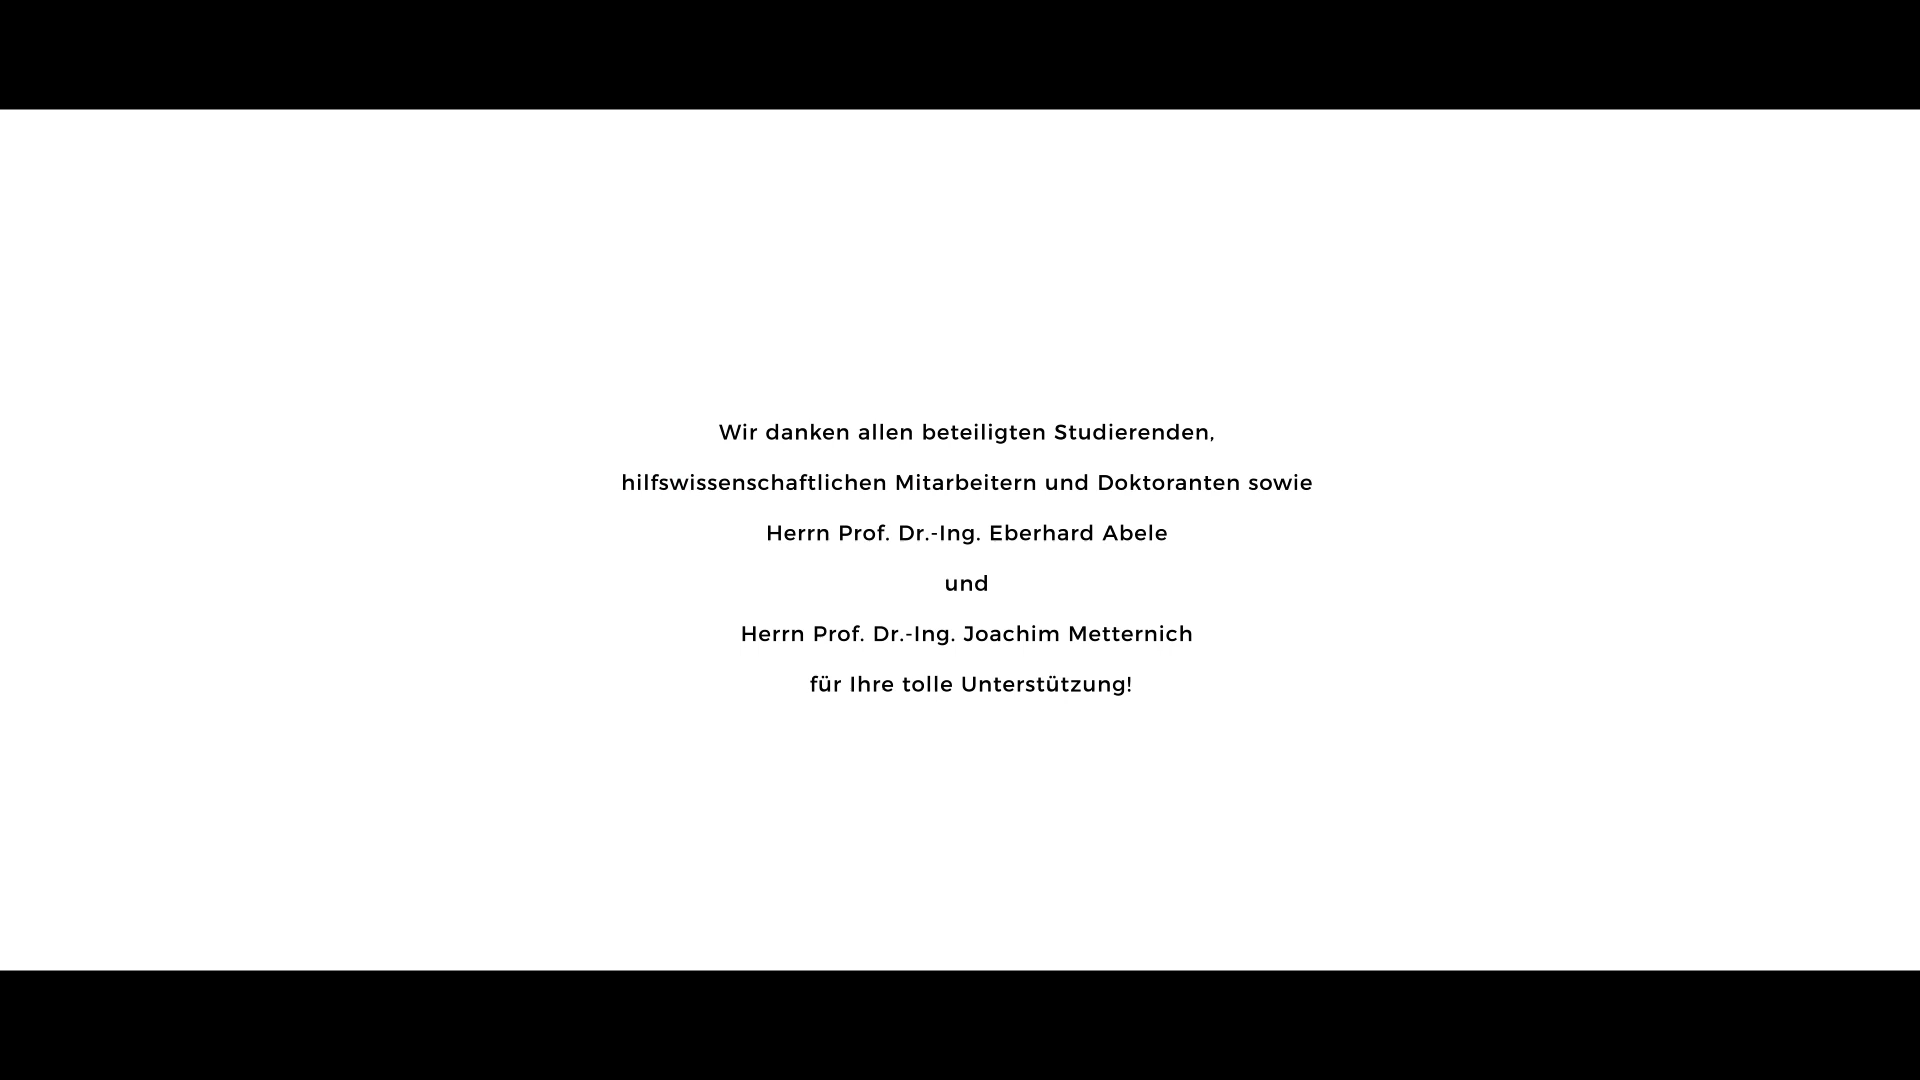 Wir danken allen beteiligten Studierenden,
hilfswissenschaftlichen Mitarbeitern und Doktoranten sowie
Herrn Prof. Dr.-Ing. Eberhard Abele
und
Herrn Prof. Dr.-Ing. Joachim Metternich
für Ihre tolle Unterstützung!